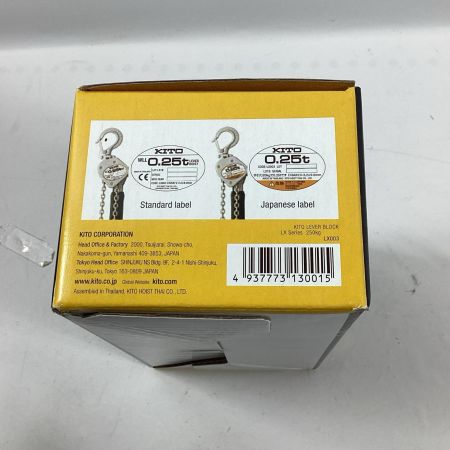 KITO
WLL 0.25t
KITO
0.25t
Standard label
Japanese label
KITO CORPORATION
Head Office & Factory 2000, Tsuijiarai, Showa-cho,
Nakakoma-gun, Yamanashi 409-3853, JAPAN
Tokyo Head Office SHINJUKU NS Bldg. 9F, 2-4-1 Nishi-Shinjuku,
Shinjuku-ku, Tokyo 163-0809, JAPAN
www.kito.co.jp Global Website: kito.com
Assembled in Thailand. KITO HOIST THAI CO., LTD.
KITO LEVER BLOCK
LX Series 250kg
LX003
4 937773 130015